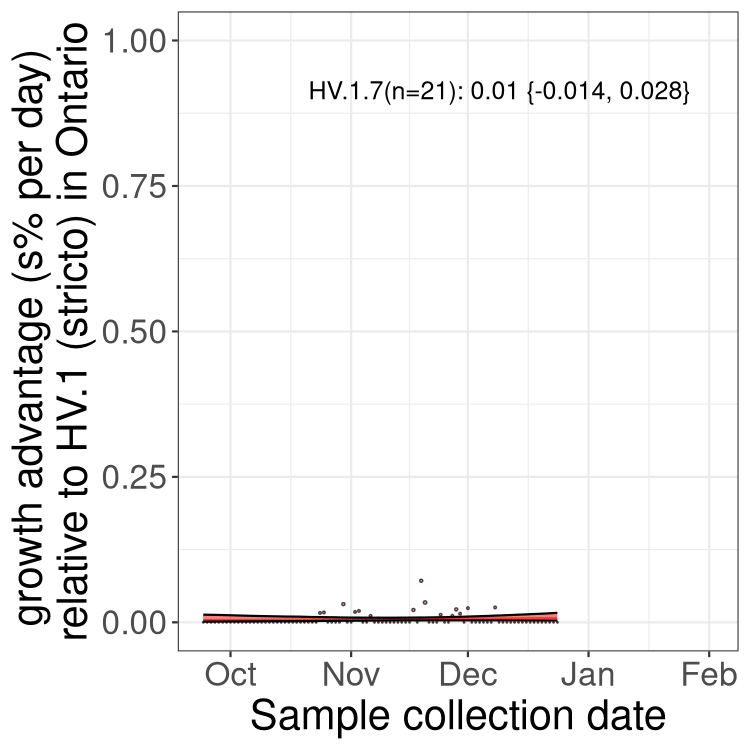 growth advantage (s% per day)
relative to HV.1 (stricto) in Ontario
1.00
0.75
0.50
0.25
0.00
HV.1.7(n=21): 0.01 {-0.014, 0.028}
Oct Nov Dec Jan Feb
Sample collection date